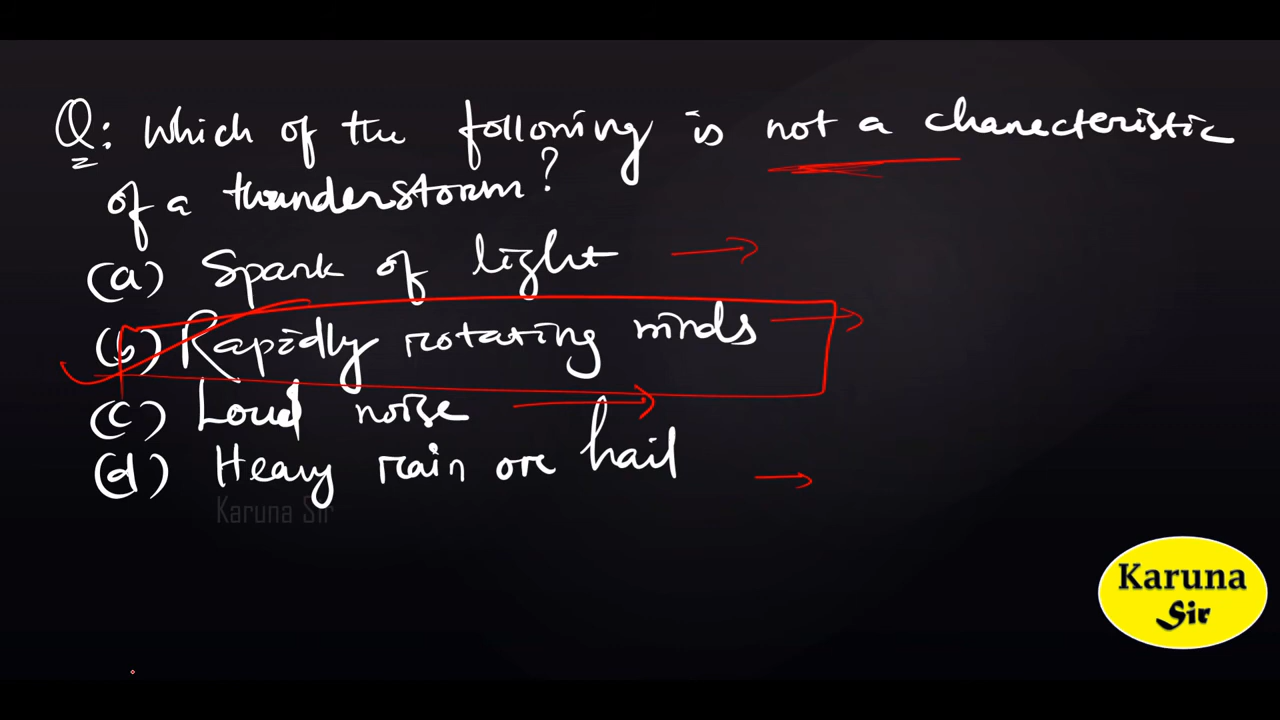 Q: Which of the following is not a charecteristic
of a thunderstorm?
(a) Spark of light
(b) Rapidly rotating winds
(c) Loud noise
(d) Heavy rain or hail
Karuna Sir
Karuna
Sir